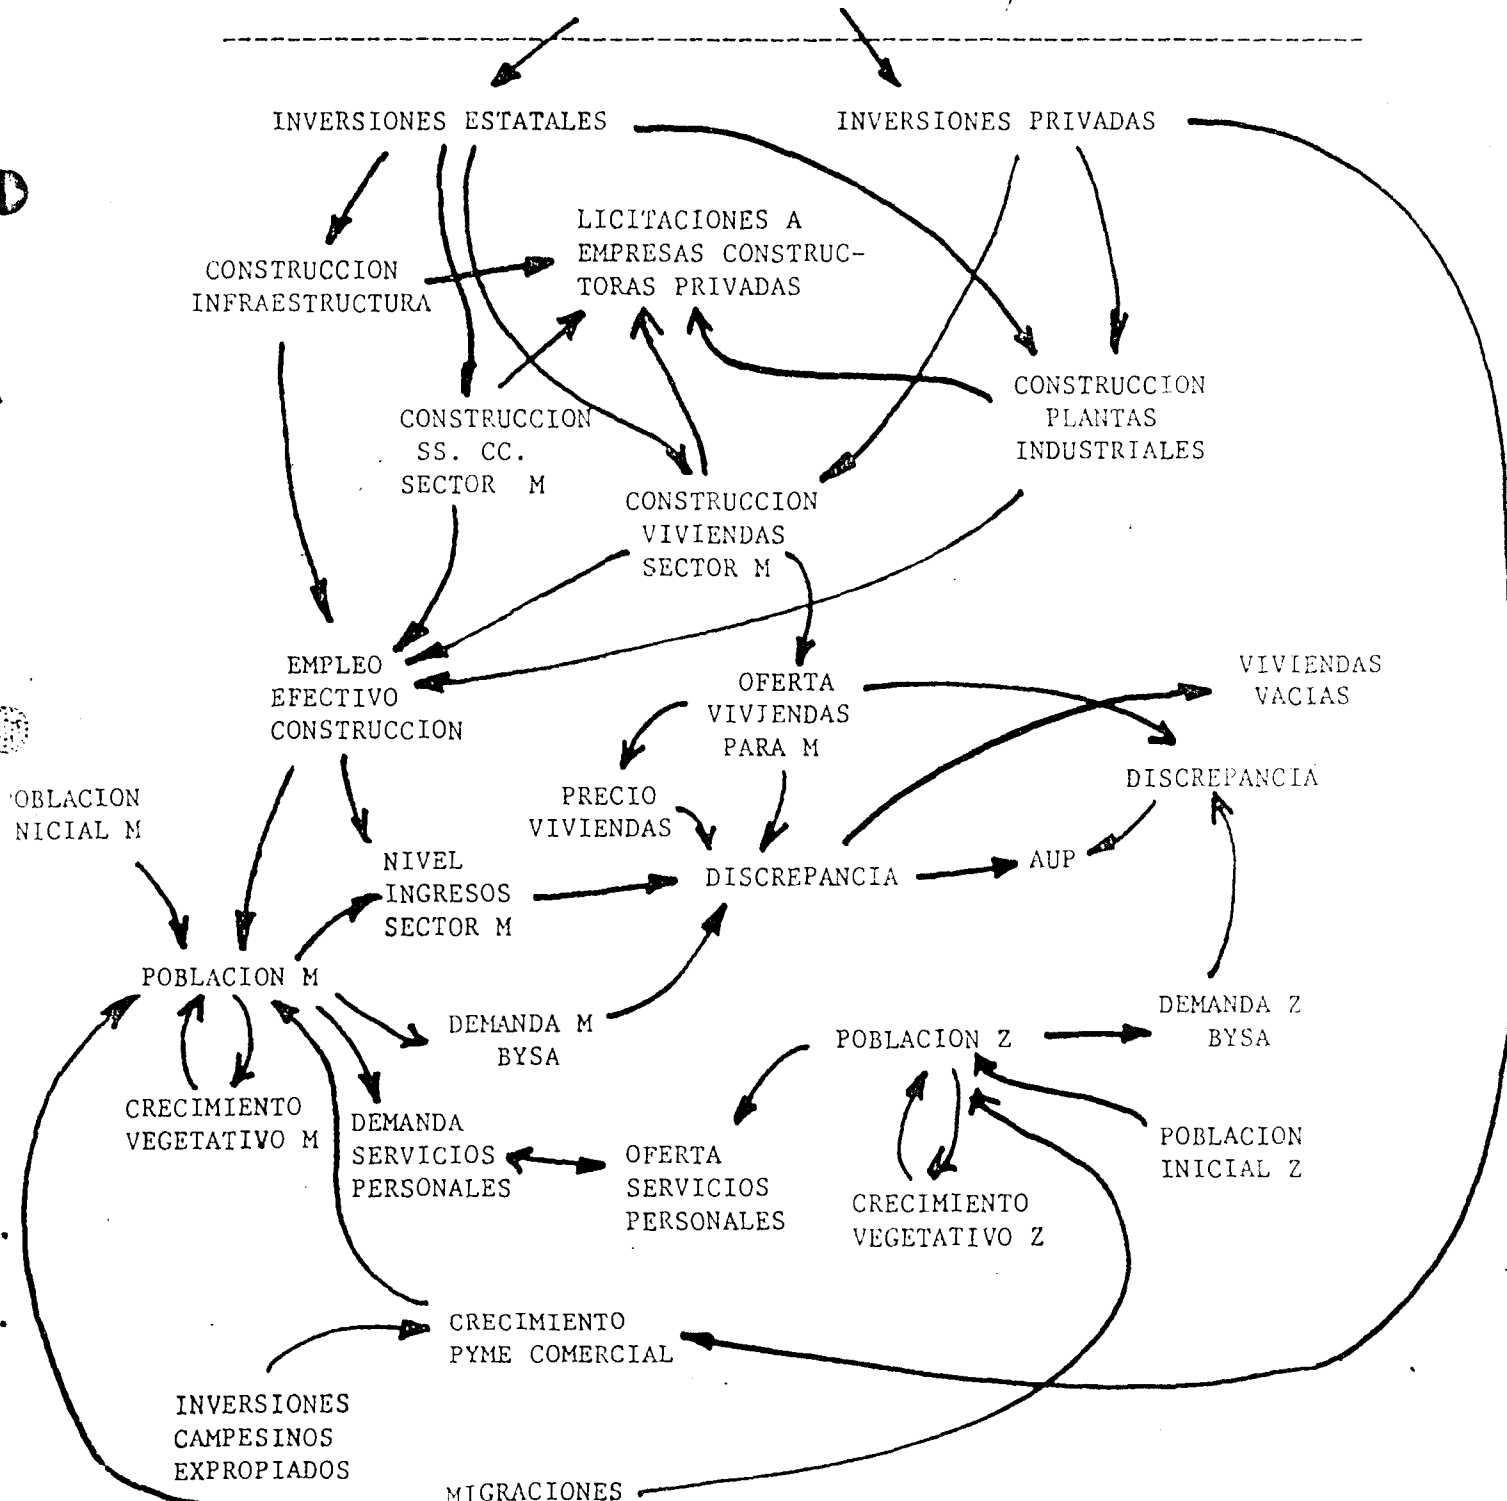 INVERSIONES ESTATALES
INVERSIONES PRIVADAS
LICITACIONES A
EMPRESAS CONSTRUC-
TORAS PRIVADAS
CONSTRUCCION
INFRAESTRUCTURA
CONSTRUCCION
PLANTAS
INDUSTRIALES
CONSTRUCCION
SS. CC.
SECTOR M
CONSTRUCCION
VIVIENDAS
SECTOR M
EMPLEO
EFECTIVO
CONSTRUCCION
OFERTA
VIVIENDAS
PARA M
VIVIENDAS
VACIAS
DISCREPANCIA
PRECIO
VIVIENDAS
OBLACION
NICIAL M
NIVEL
INGRESOS
SECTOR M
DISCREPANCIA
AUP
POBLACION M
DEMANDA M
BYSA
POBLACION Z
DEMANDA Z
BYSA
CRECIMIENTO
VEGETATIVO M
DEMANDA
SERVICIOS
PERSONALES
OFERTA
SERVICIOS
PERSONALES
POBLACION
INICIAL Z
CRECIMIENTO
VEGETATIVO Z
CRECIMIENTO
PYME COMERCIAL
INVERSIONES
CAMPESINOS
EXPROPIADOS
MIGRACIONES